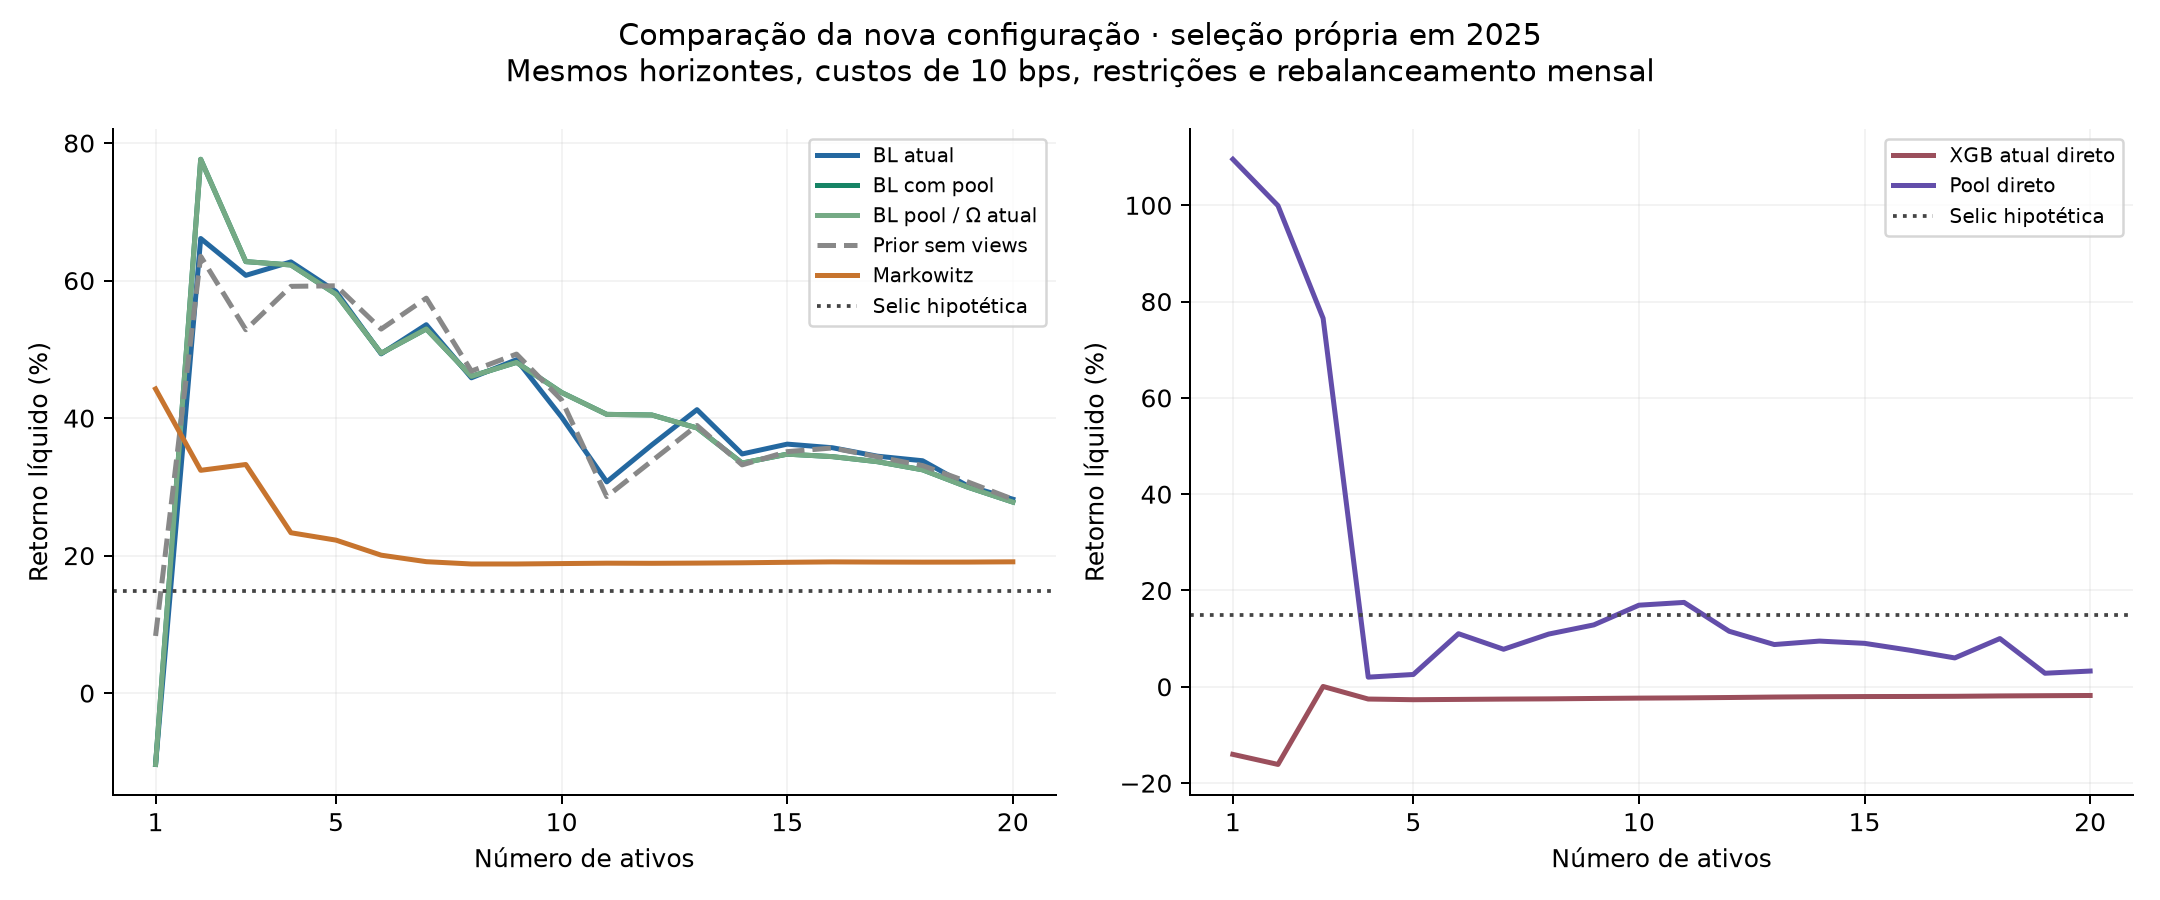 Comparação da nova configuração · seleção própria em 2025
Mesmos horizontes, custos de 10 bps, restrições e rebalanceamento mensal
Retorno líquido (%)
80
60
40
20
0
BL atual
BL com pool
BL pool / Ω atual
Prior sem views
Markowitz
Selic hipotética
1
5
10
15
20
Número de ativos
Retorno líquido (%)
100
80
60
40
20
0
−20
XGB atual direto
Pool direto
Selic hipotética
1
5
10
15
20
Número de ativos